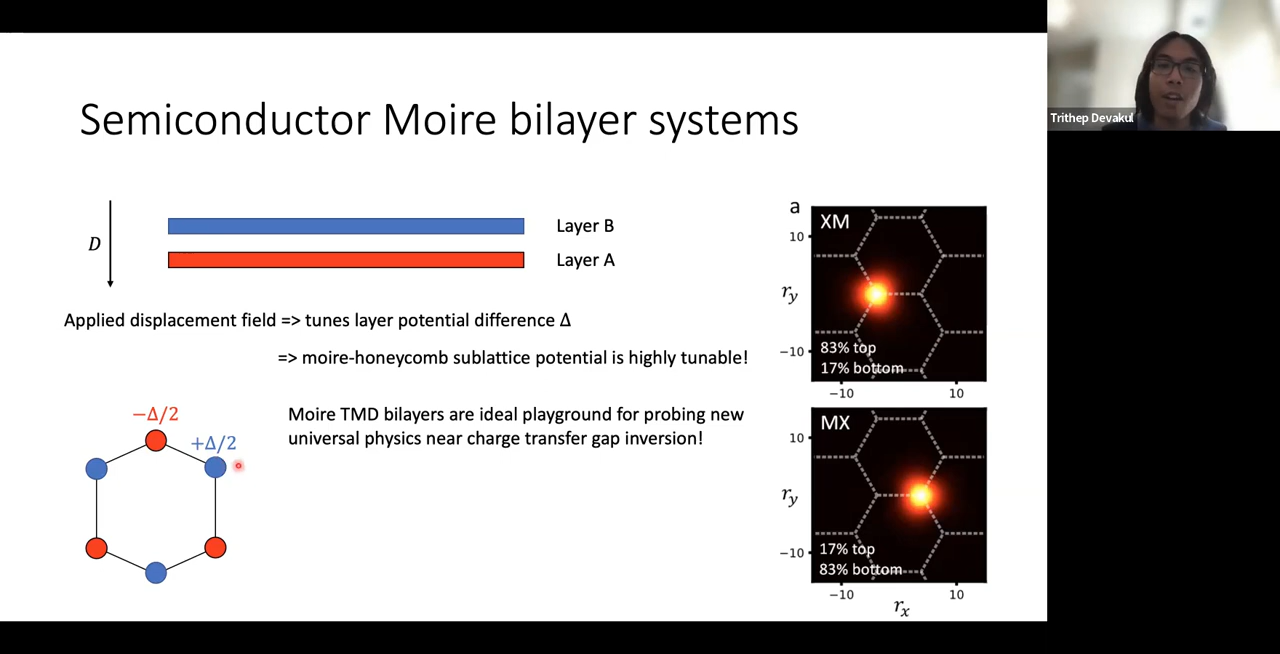 Semiconductor Moire bilayer systems
D
Layer B
Layer A
Applied displacement field => tunes layer potential difference Δ
=> moire-honeycomb sublattice potential is highly tunable!
−Δ/2
+Δ/2
Moire TMD bilayers are ideal playground for probing new
universal physics near charge transfer gap inversion!
a
XM
10
r_y
−10
83% top
17% bottom
−10 10
MX
10
r_y
−10
17% top
83% bottom
−10 10
r_x
Trithep Devakul